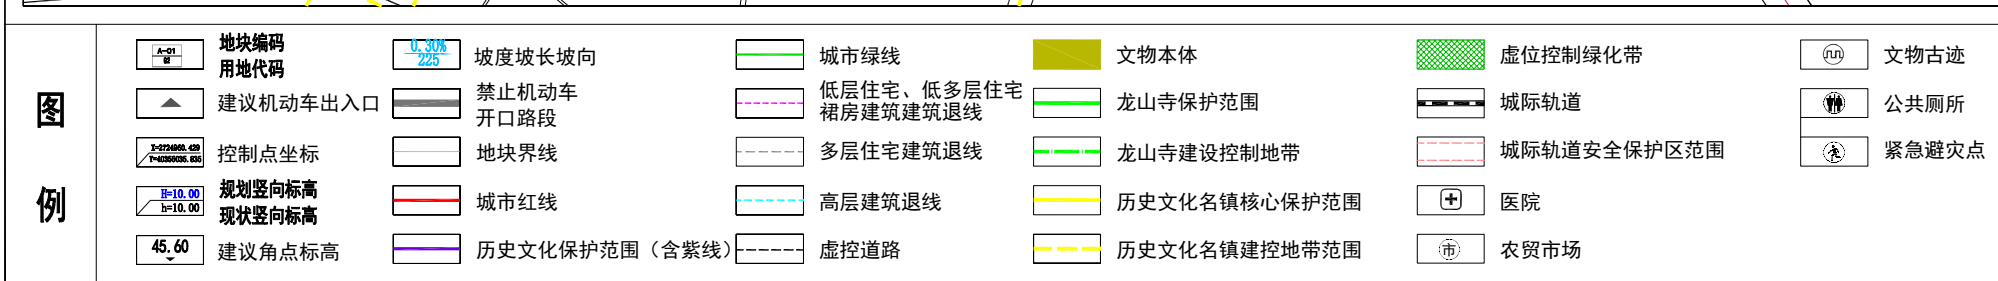 图
例
A-01
G2
地块编码
用地代码
建议机动车出入口
X=2724960.429
Y=40356035.835
控制点坐标
H=10.00
h=10.00
规划竖向标高
现状竖向标高
45.60
建议角点标高
0.30%
225
坡度坡长坡向
禁止机动车
开口路段
地块界线
城市红线
历史文化保护范围（含紫线）
城市绿线
低层住宅、低多层住宅
裙房建筑建筑退线
多层住宅建筑退线
高层建筑退线
虚控道路
文物本体
龙山寺保护范围
龙山寺建设控制地带
历史文化名镇核心保护范围
历史文化名镇建控地带范围
虚位控制绿化带
城际轨道
城际轨道安全保护区范围
医院
市
农贸市场
文物古迹
公共厕所
紧急避灾点